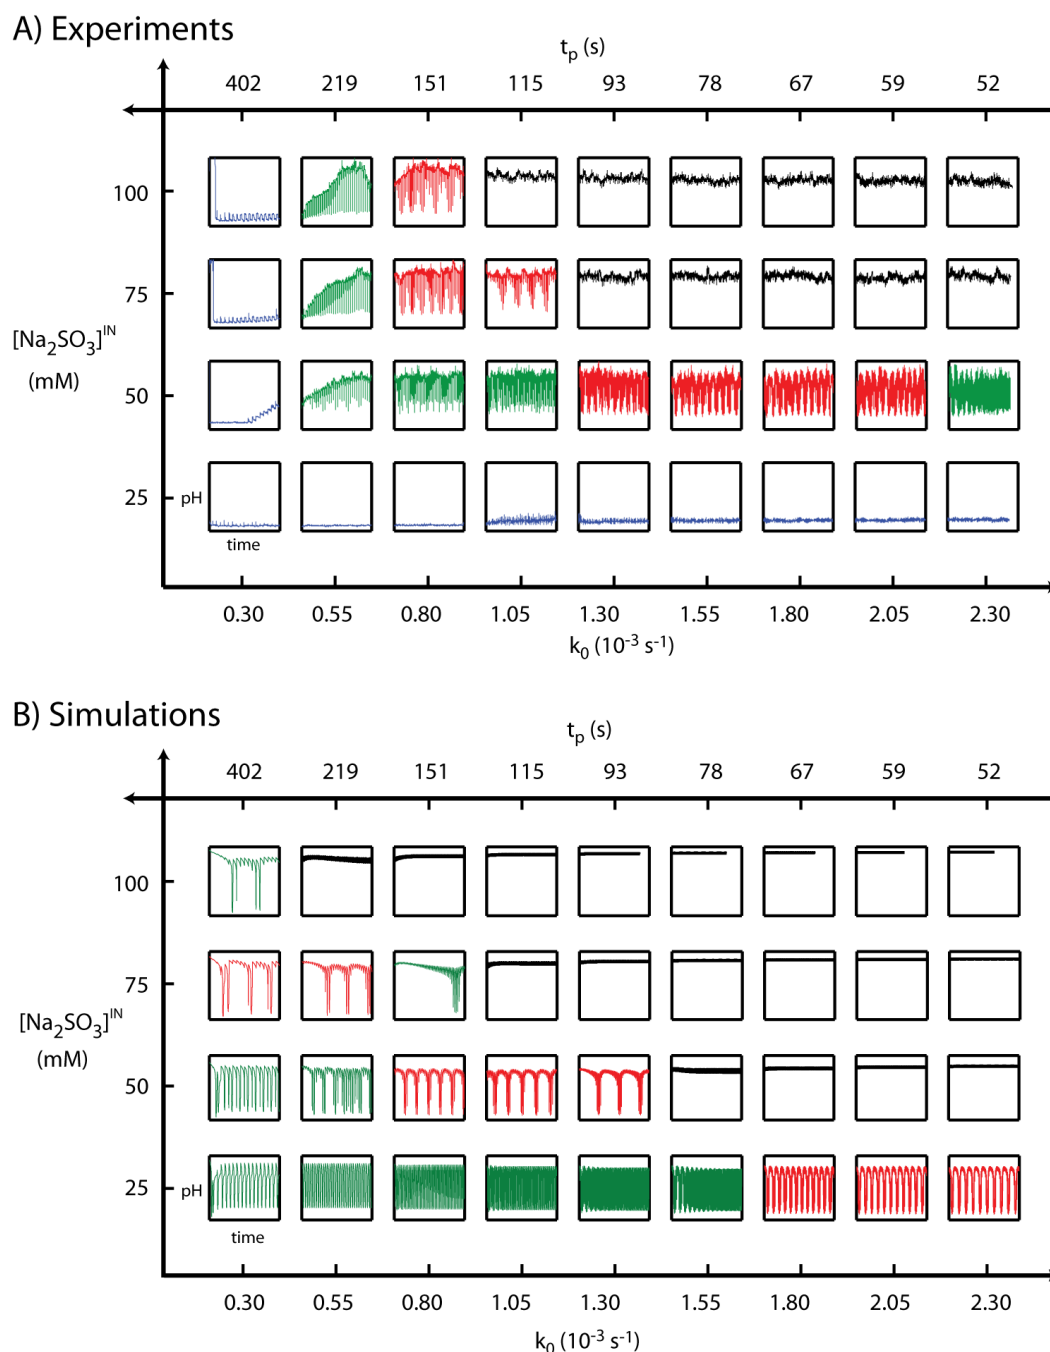 A) Experiments
t_p (s)
402 219 151 115 93 78 67 59 52
100
75
[Na₂SO₃]^IN
(mM)
50
25 pH
time
0.30 0.55 0.80 1.05 1.30 1.55 1.80 2.05 2.30
k₀ (10⁻³ s⁻¹)
B) Simulations
t_p (s)
402 219 151 115 93 78 67 59 52
100
75
[Na₂SO₃]^IN
(mM)
50
25 pH
time
0.30 0.55 0.80 1.05 1.30 1.55 1.80 2.05 2.30
k₀ (10⁻³ s⁻¹)